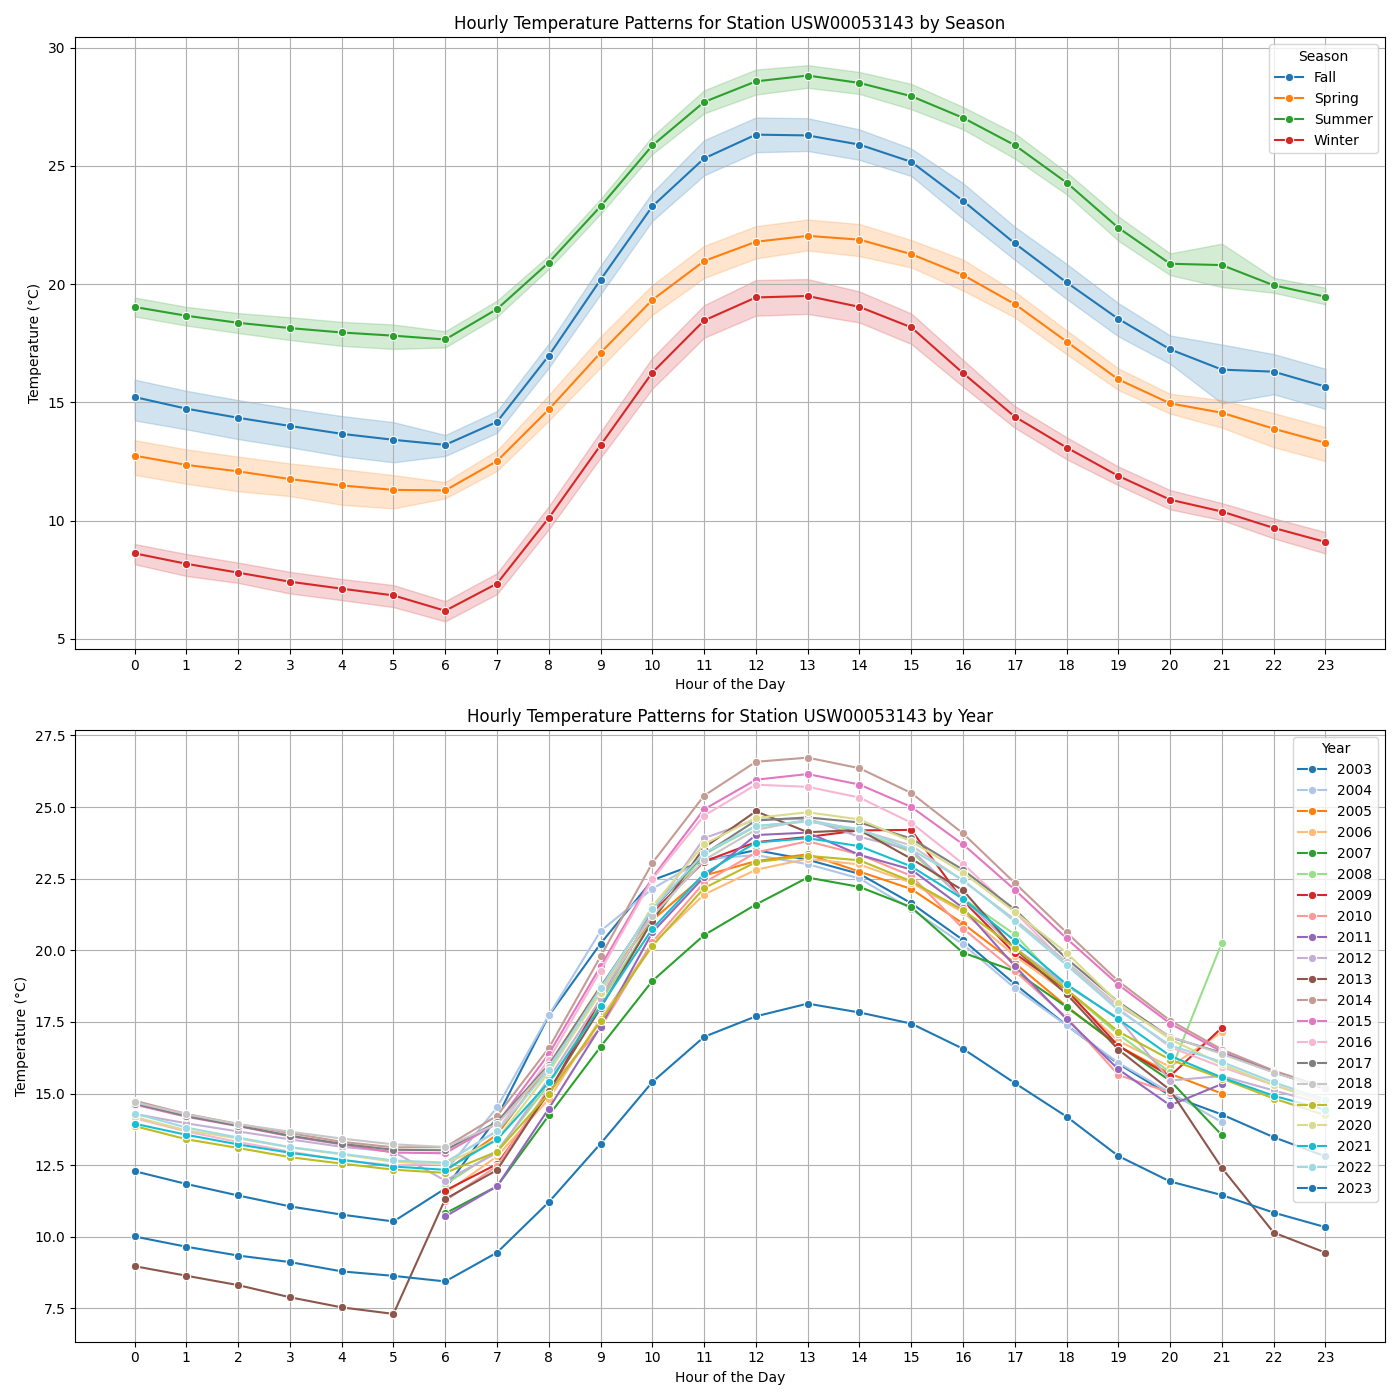 Hourly Temperature Patterns for Station USW00053143 by Season
30
25
20
15
10
5
Temperature (°C)
Season
Fall
Spring
Summer
Winter
0 1 2 3 4 5 6 7 8 9 10 11 12 13 14 15 16 17 18 19 20 21 22 23
Hour of the Day
Hourly Temperature Patterns for Station USW00053143 by Year
27.5
25.0
22.5
20.0
17.5
15.0
12.5
10.0
7.5
Temperature (°C)
Year
2003
2004
2005
2006
2007
2008
2009
2010
2011
2012
2013
2014
2015
2016
2017
2018
2019
2020
2021
2022
2023
0 1 2 3 4 5 6 7 8 9 10 11 12 13 14 15 16 17 18 19 20 21 22 23
Hour of the Day